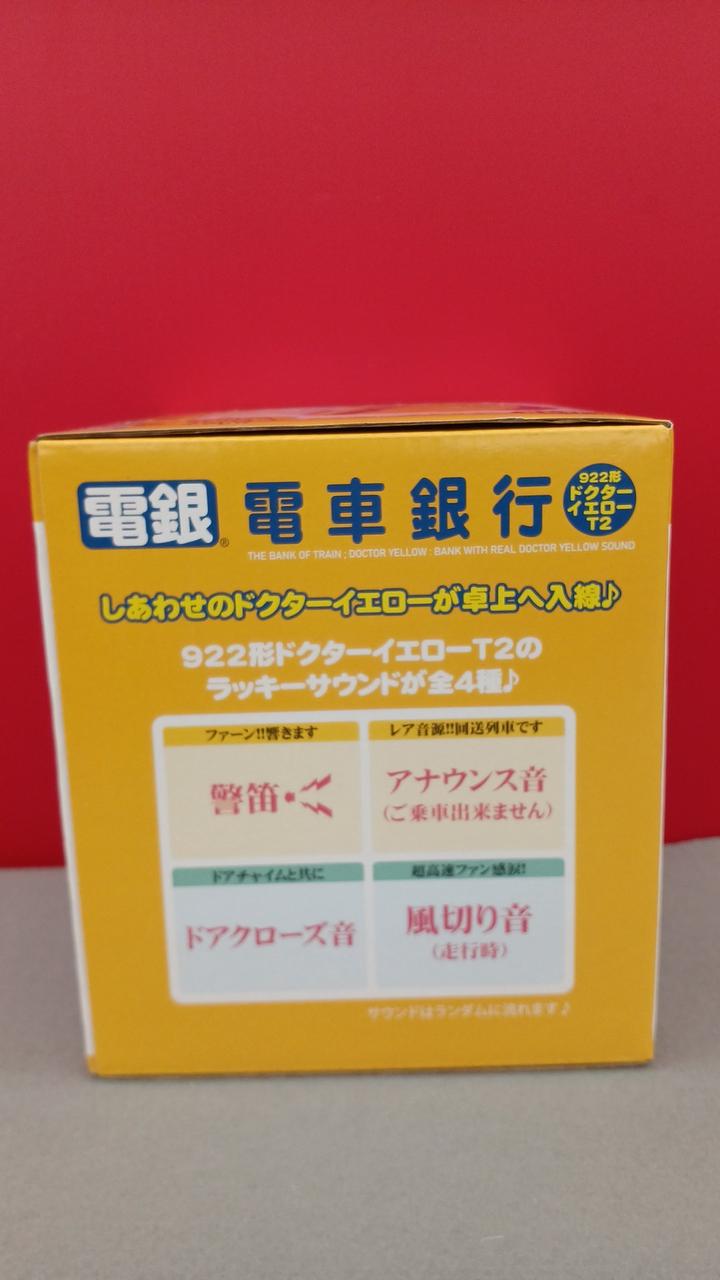 電銀® 電車銀行
922形
ドクター
イエロー
T2
THE BANK OF TRAIN ; DOCTOR YELLOW : BANK WITH REAL DOCTOR YELLOW SOUND
しあわせのドクターイエローが卓上へ入線♪
922形ドクターイエローT2の
ラッキーサウンドが全4種♪
ファーン!!響きます
警笛
レア音源!!回送列車です
アナウンス音
(ご乗車出来ません)
ドアチャイムと共に
ドアクローズ音
超高速ファン感涙!
風切り音
(走行時)
サウンドはランダムに流れます♪